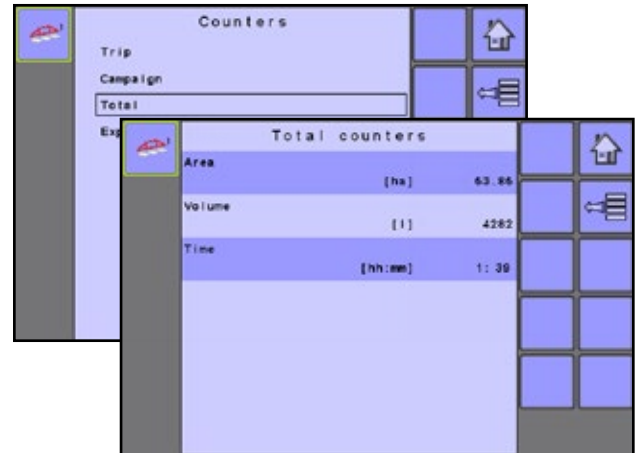 Counters
Trip
Campaign
Total
Total counters
Area
[ha] 63.86
Volume
[l] 4282
Time
[hh:mm] 1: 39